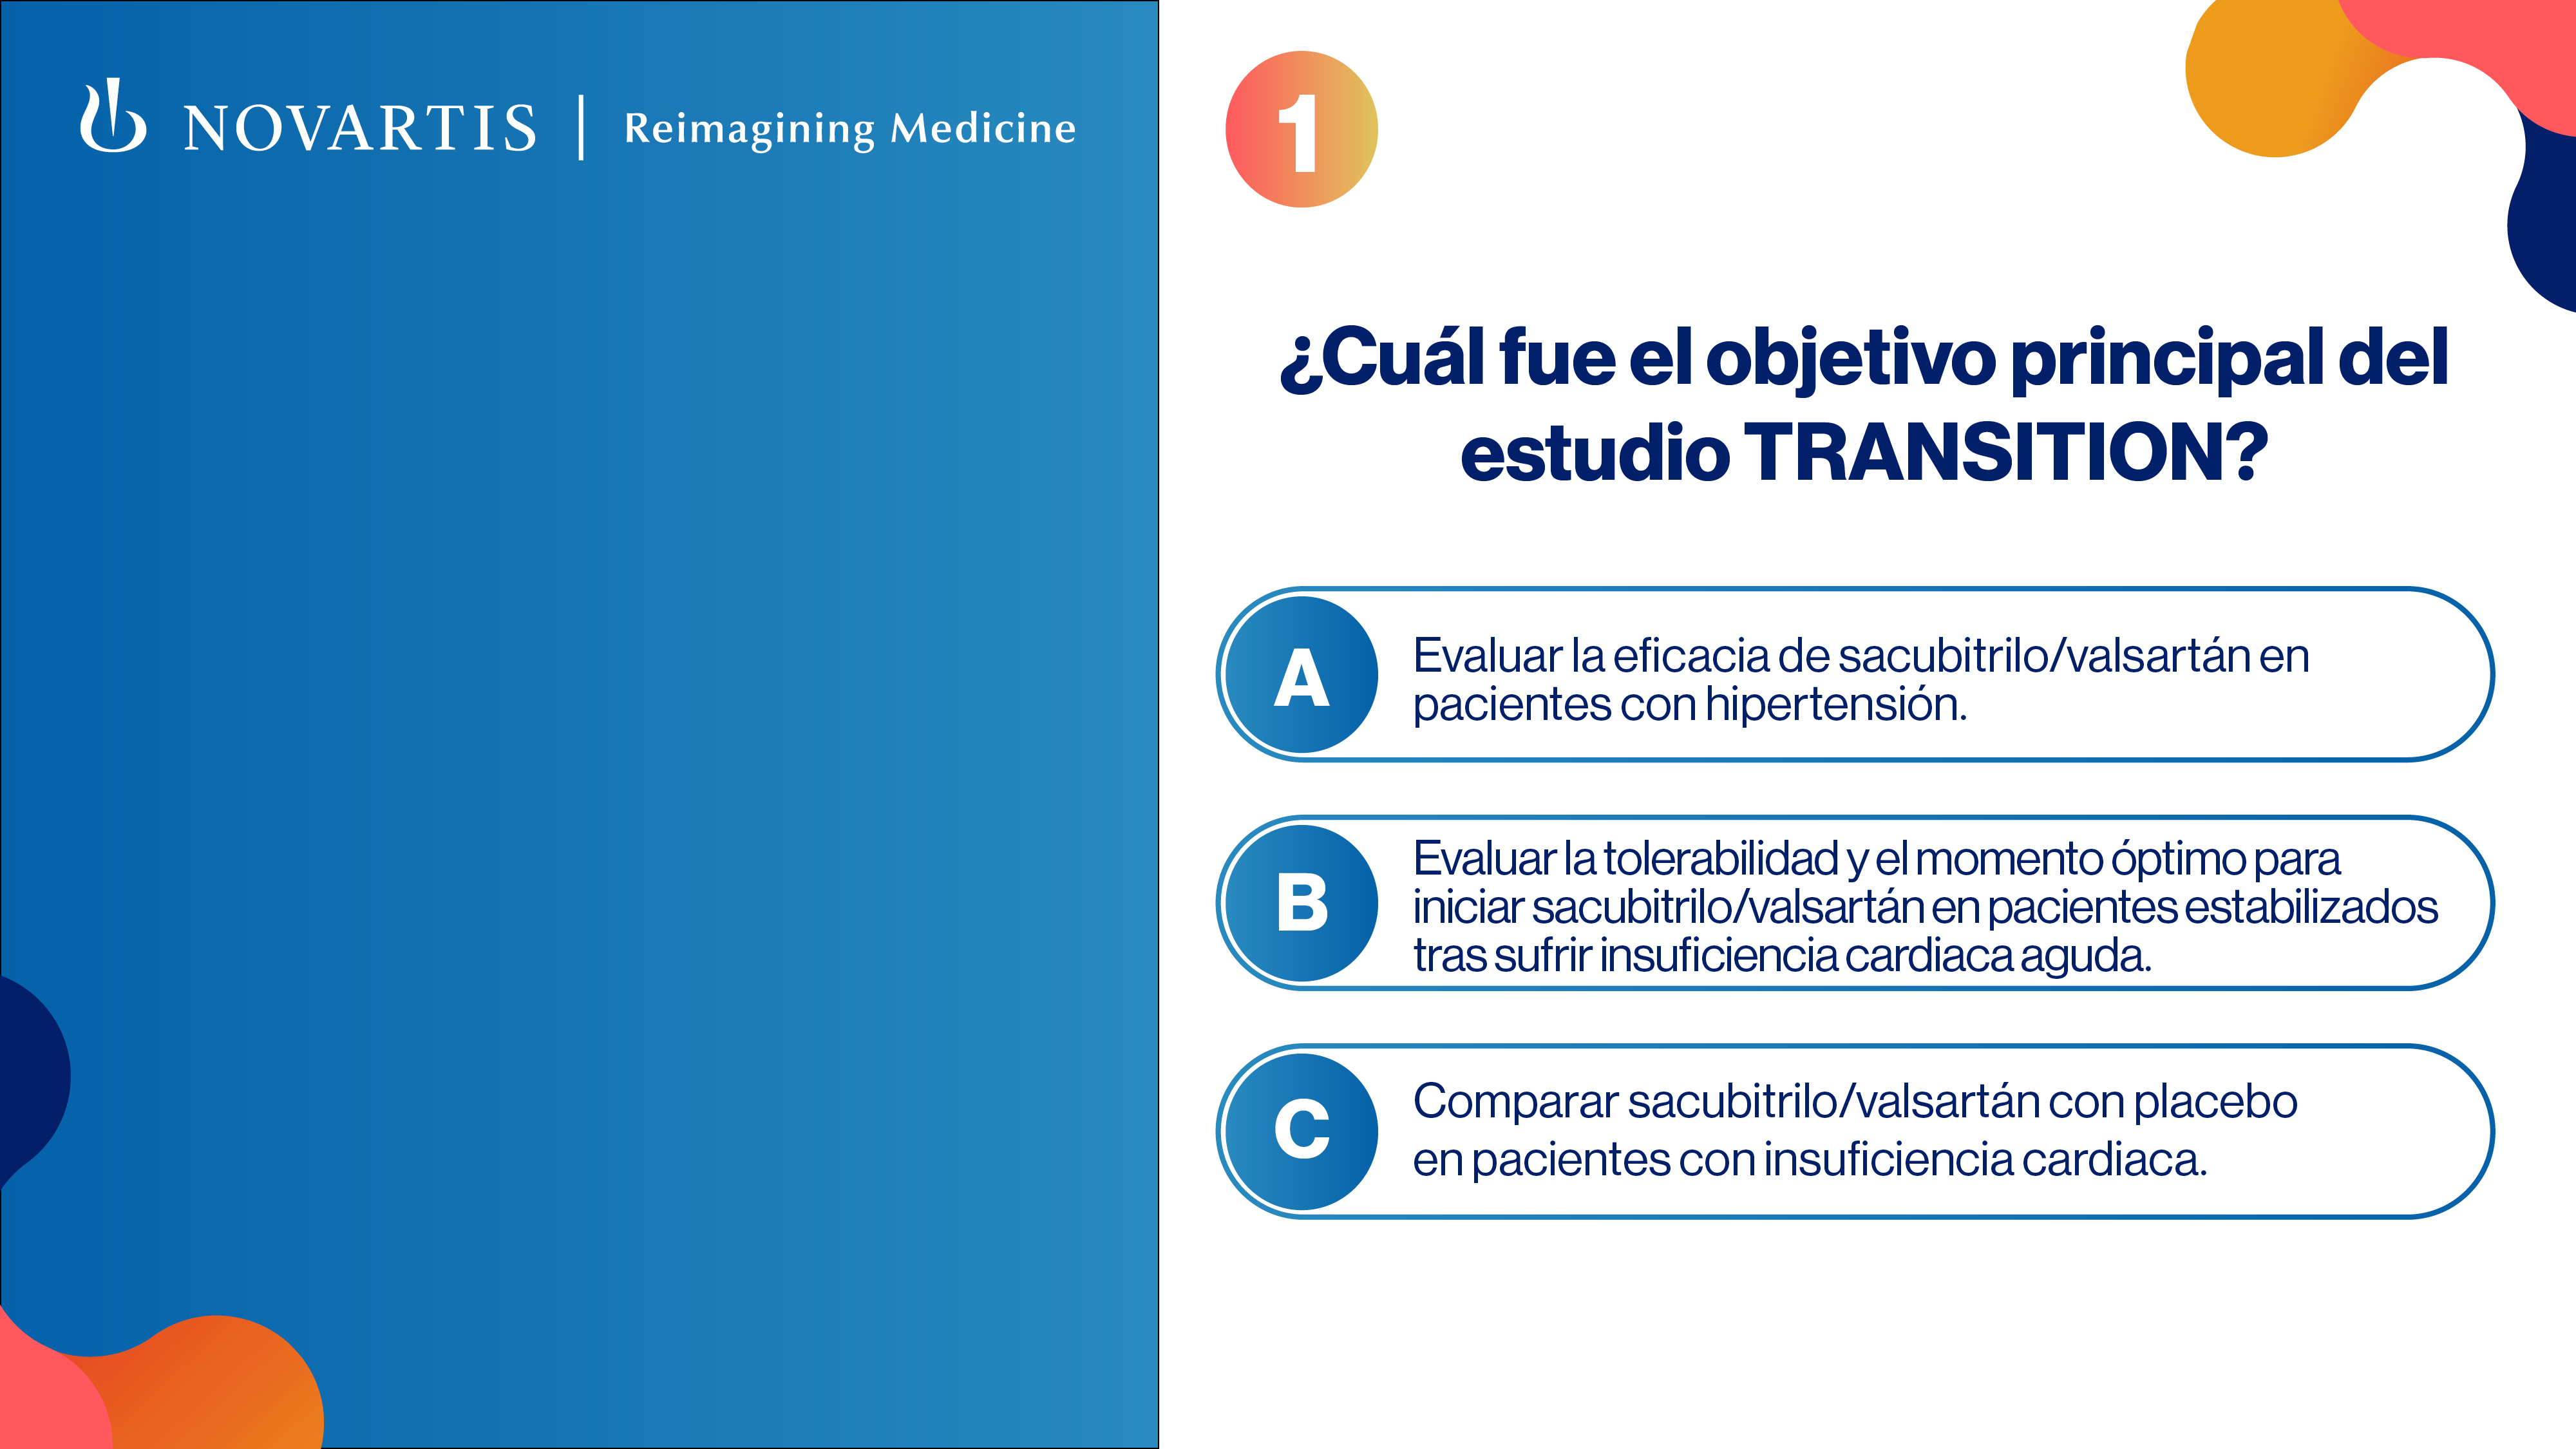 NOVARTIS | Reimagining Medicine
1
¿Cuál fue el objetivo principal del
estudio TRANSITION?
A
Evaluar la eficacia de sacubitrilo/valsartán en
pacientes con hipertensión.
B
Evaluar la tolerabilidad y el momento óptimo para
iniciar sacubitrilo/valsartán en pacientes estabilizados
tras sufrir insuficiencia cardiaca aguda.
C
Comparar sacubitrilo/valsartán con placebo
en pacientes con insuficiencia cardiaca.